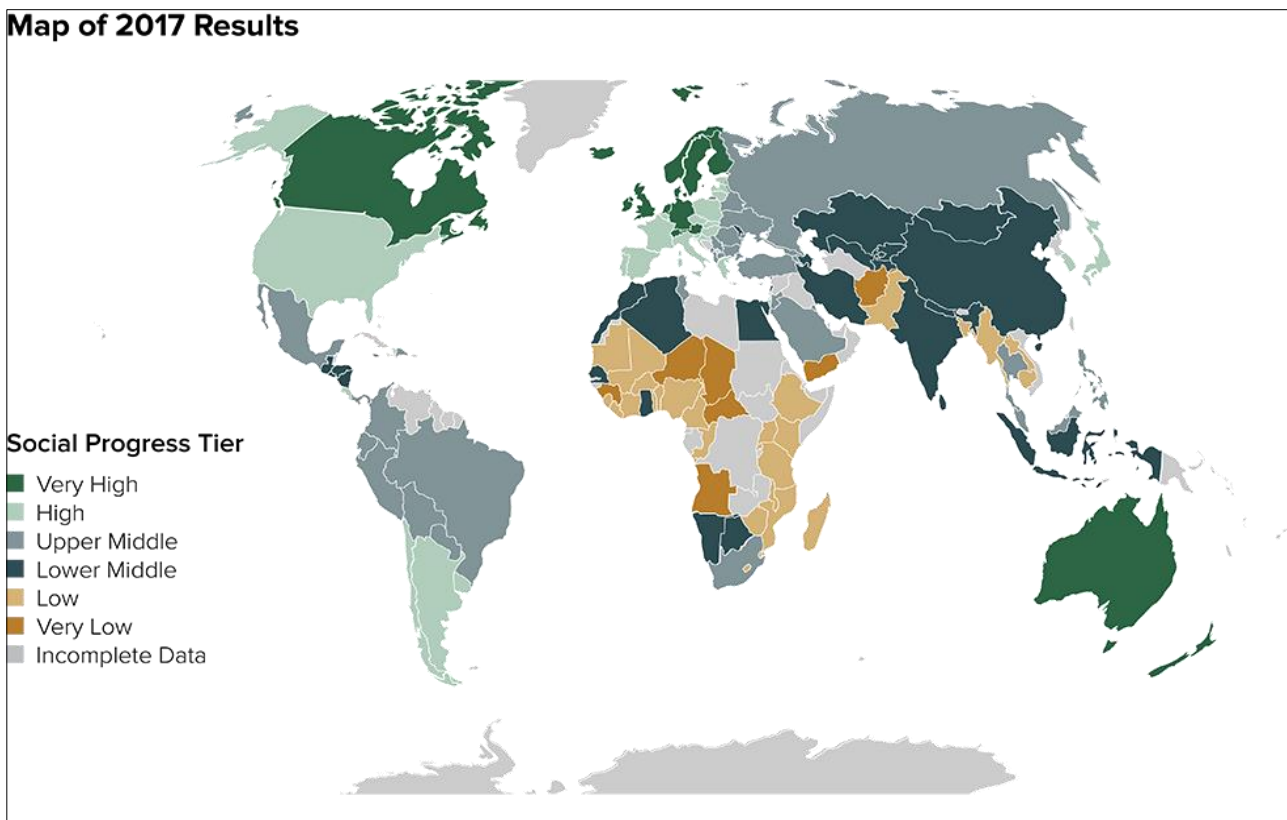 Map of 2017 Results
Social Progress Tier
Very High
High
Upper Middle
Lower Middle
Low
Very Low
Incomplete Data